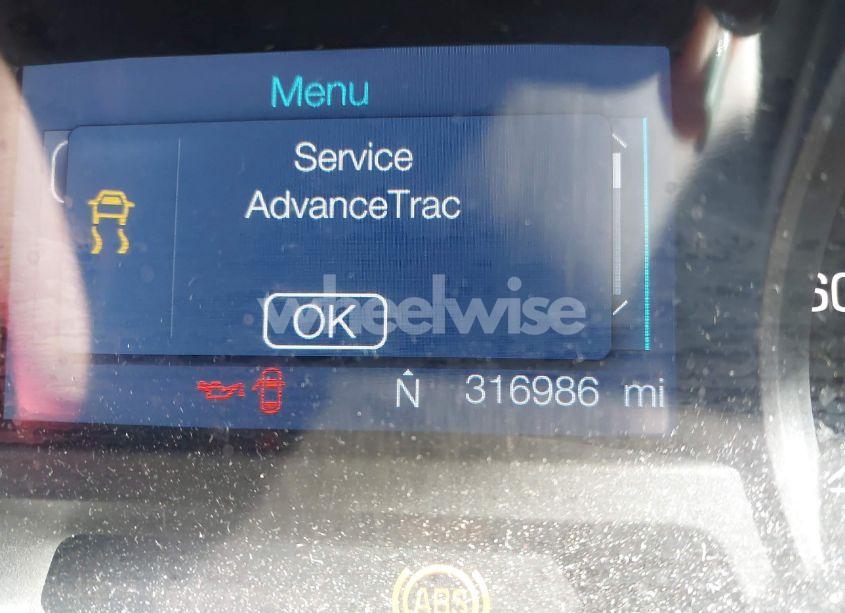 Menu
Service
AdvanceTrac
OK
wheelwise
N 316986 mi
ABS